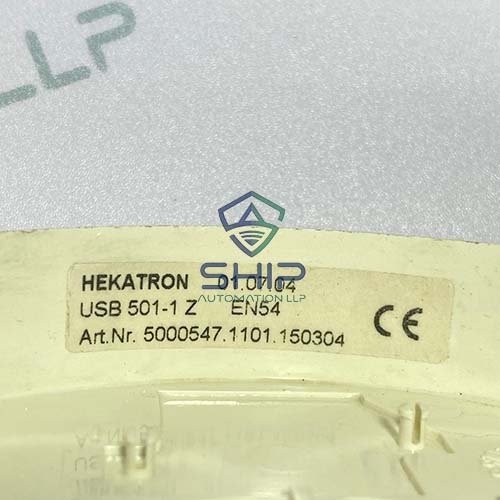 LLP
SHIP
AUTOMATION LLP
HEKATRON 01.07.04
USB 501-1 Z EN54
Art.Nr. 5000547.1101.150304
CE